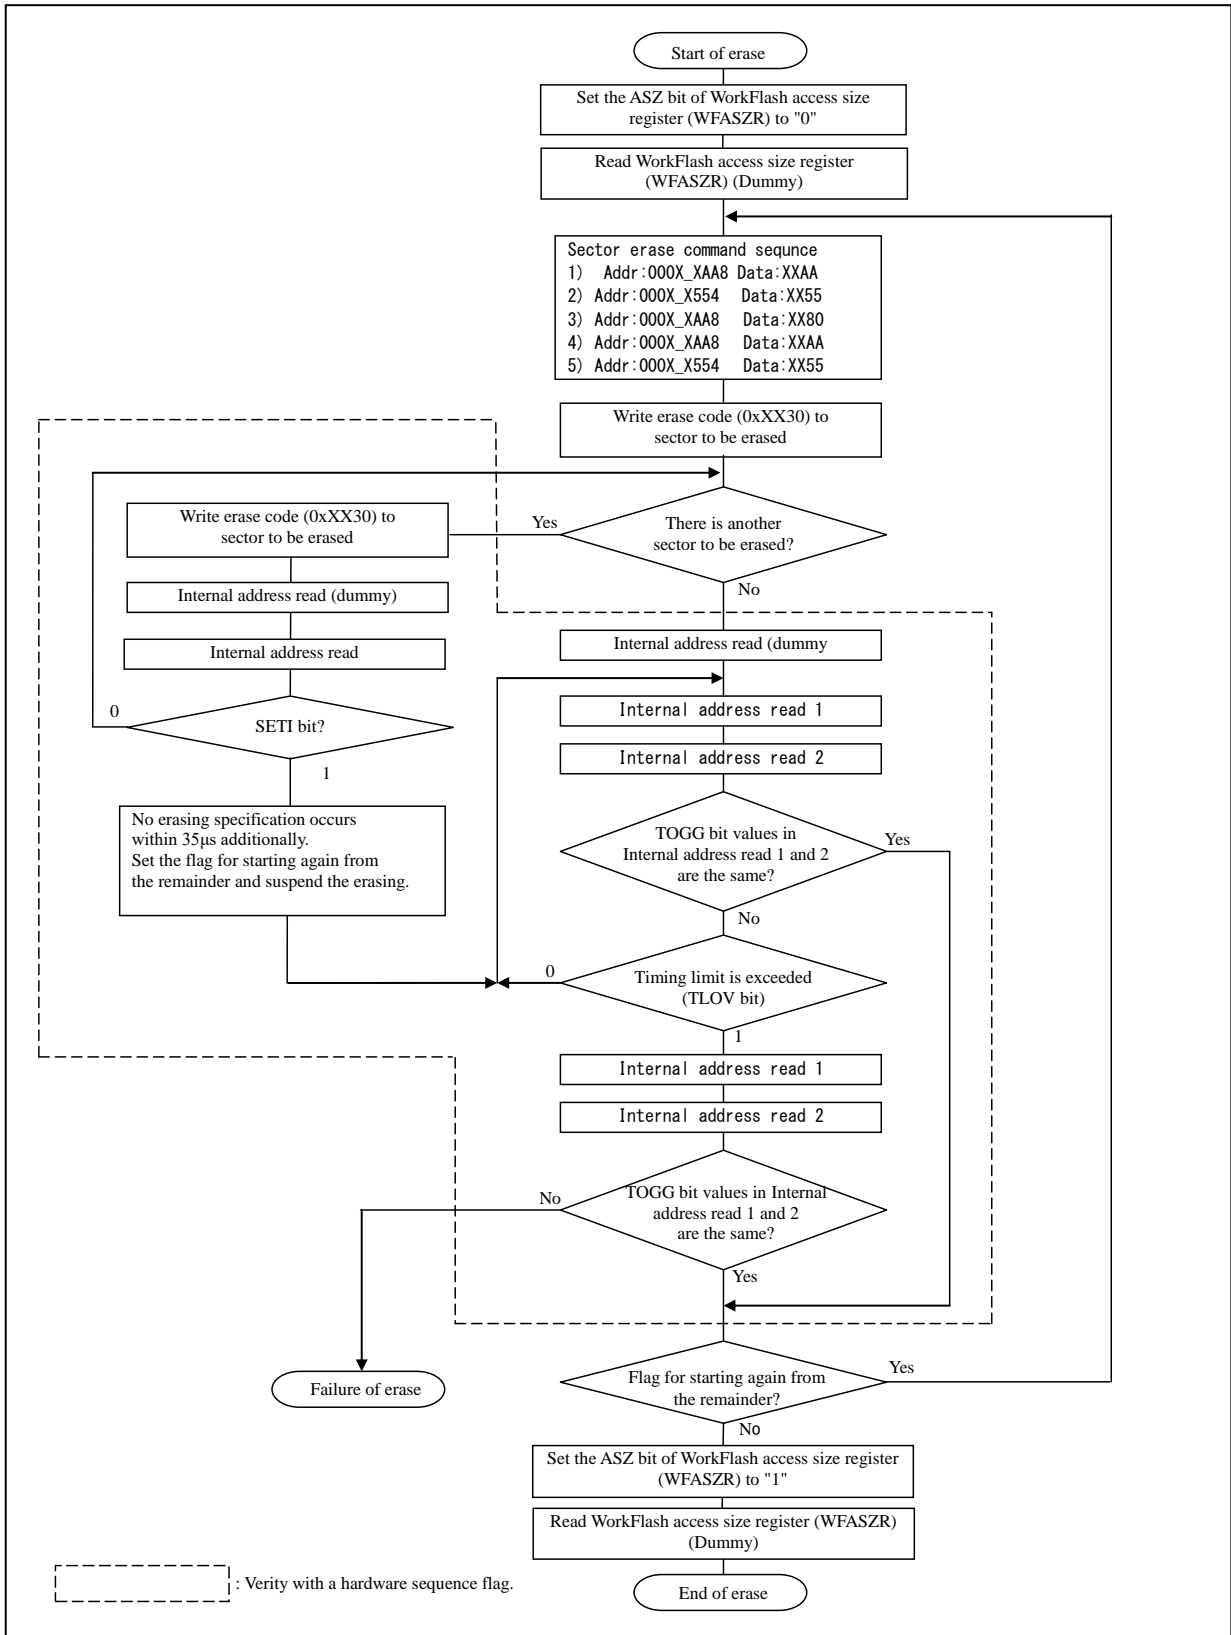 Start of erase
Set the ASZ bit of WorkFlash access size
register (WFASZR) to "0"
Read WorkFlash access size register
(WFASZR) (Dummy)
Sector erase command sequnce
1) Addr:000X_XAA8 Data:XXAA
2) Addr:000X_X554 Data:XX55
3) Addr:000X_XAA8 Data:XX80
4) Addr:000X_XAA8 Data:XXAA
5) Addr:000X_X554 Data:XX55
Write erase code (0xXX30) to
sector to be erased
There is another
sector to be erased?
Yes
No
Write erase code (0xXX30) to
sector to be erased
Internal address read (dummy)
Internal address read
SETI bit?
0
1
No erasing specification occurs
within 35μs additionally.
Set the flag for starting again from
the remainder and suspend the erasing.
Internal address read (dummy
Internal address read 1
Internal address read 2
TOGG bit values in
Internal address read 1 and 2
are the same?
Yes
No
Timing limit is exceeded
(TLOV bit)
0
1
Internal address read 1
Internal address read 2
TOGG bit values in Internal
address read 1 and 2
are the same?
No
Yes
Failure of erase
Flag for starting again from
the remainder?
Yes
No
Set the ASZ bit of WorkFlash access size register
(WFASZR) to "1"
Read WorkFlash access size register (WFASZR)
(Dummy)
End of erase
: Verity with a hardware sequence flag.